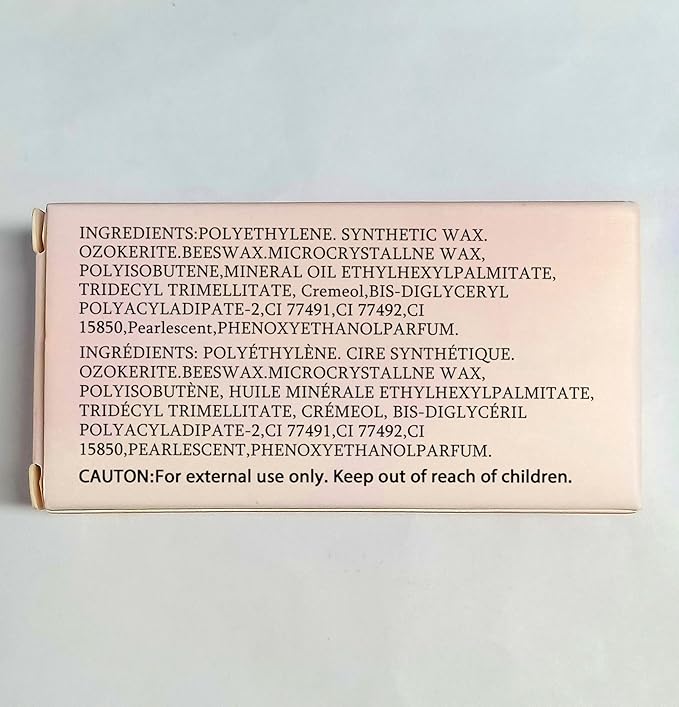 INGREDIENTS:POLYETHYLENE. SYNTHETIC WAX.
OZOKERITE.BEESWAX.MICROCRYSTALLNE WAX,
POLYISOBUTENE,MINERAL OIL ETHYLHEXYLPALMITATE,
TRIDECYL TRIMELLITATE, Cremeol,BIS-DIGLYCERYL
POLYACYLADIPATE-2,CI 77491,CI 77492,CI
15850,Pearlescent,PHENOXYETHANOLPARFUM.
INGRÉDIENTS: POLYÉTHYLÈNE. CIRE SYNTHÉTIQUE.
OZOKERITE.BEESWAX.MICROCRYSTALLNE WAX,
POLYISOBUTÈNE, HUILE MINÉRALE ETHYLHEXYLPALMITATE,
TRIDÉCYL TRIMELLITATE, CRÉMEOL, BIS-DIGLYCÉRIL
POLYACYLADIPATE-2,CI 77491,CI 77492,CI
15850,PEARLESCENT,PHENOXYETHANOLPARFUM.
CAUTON:For external use only. Keep out of reach of children.